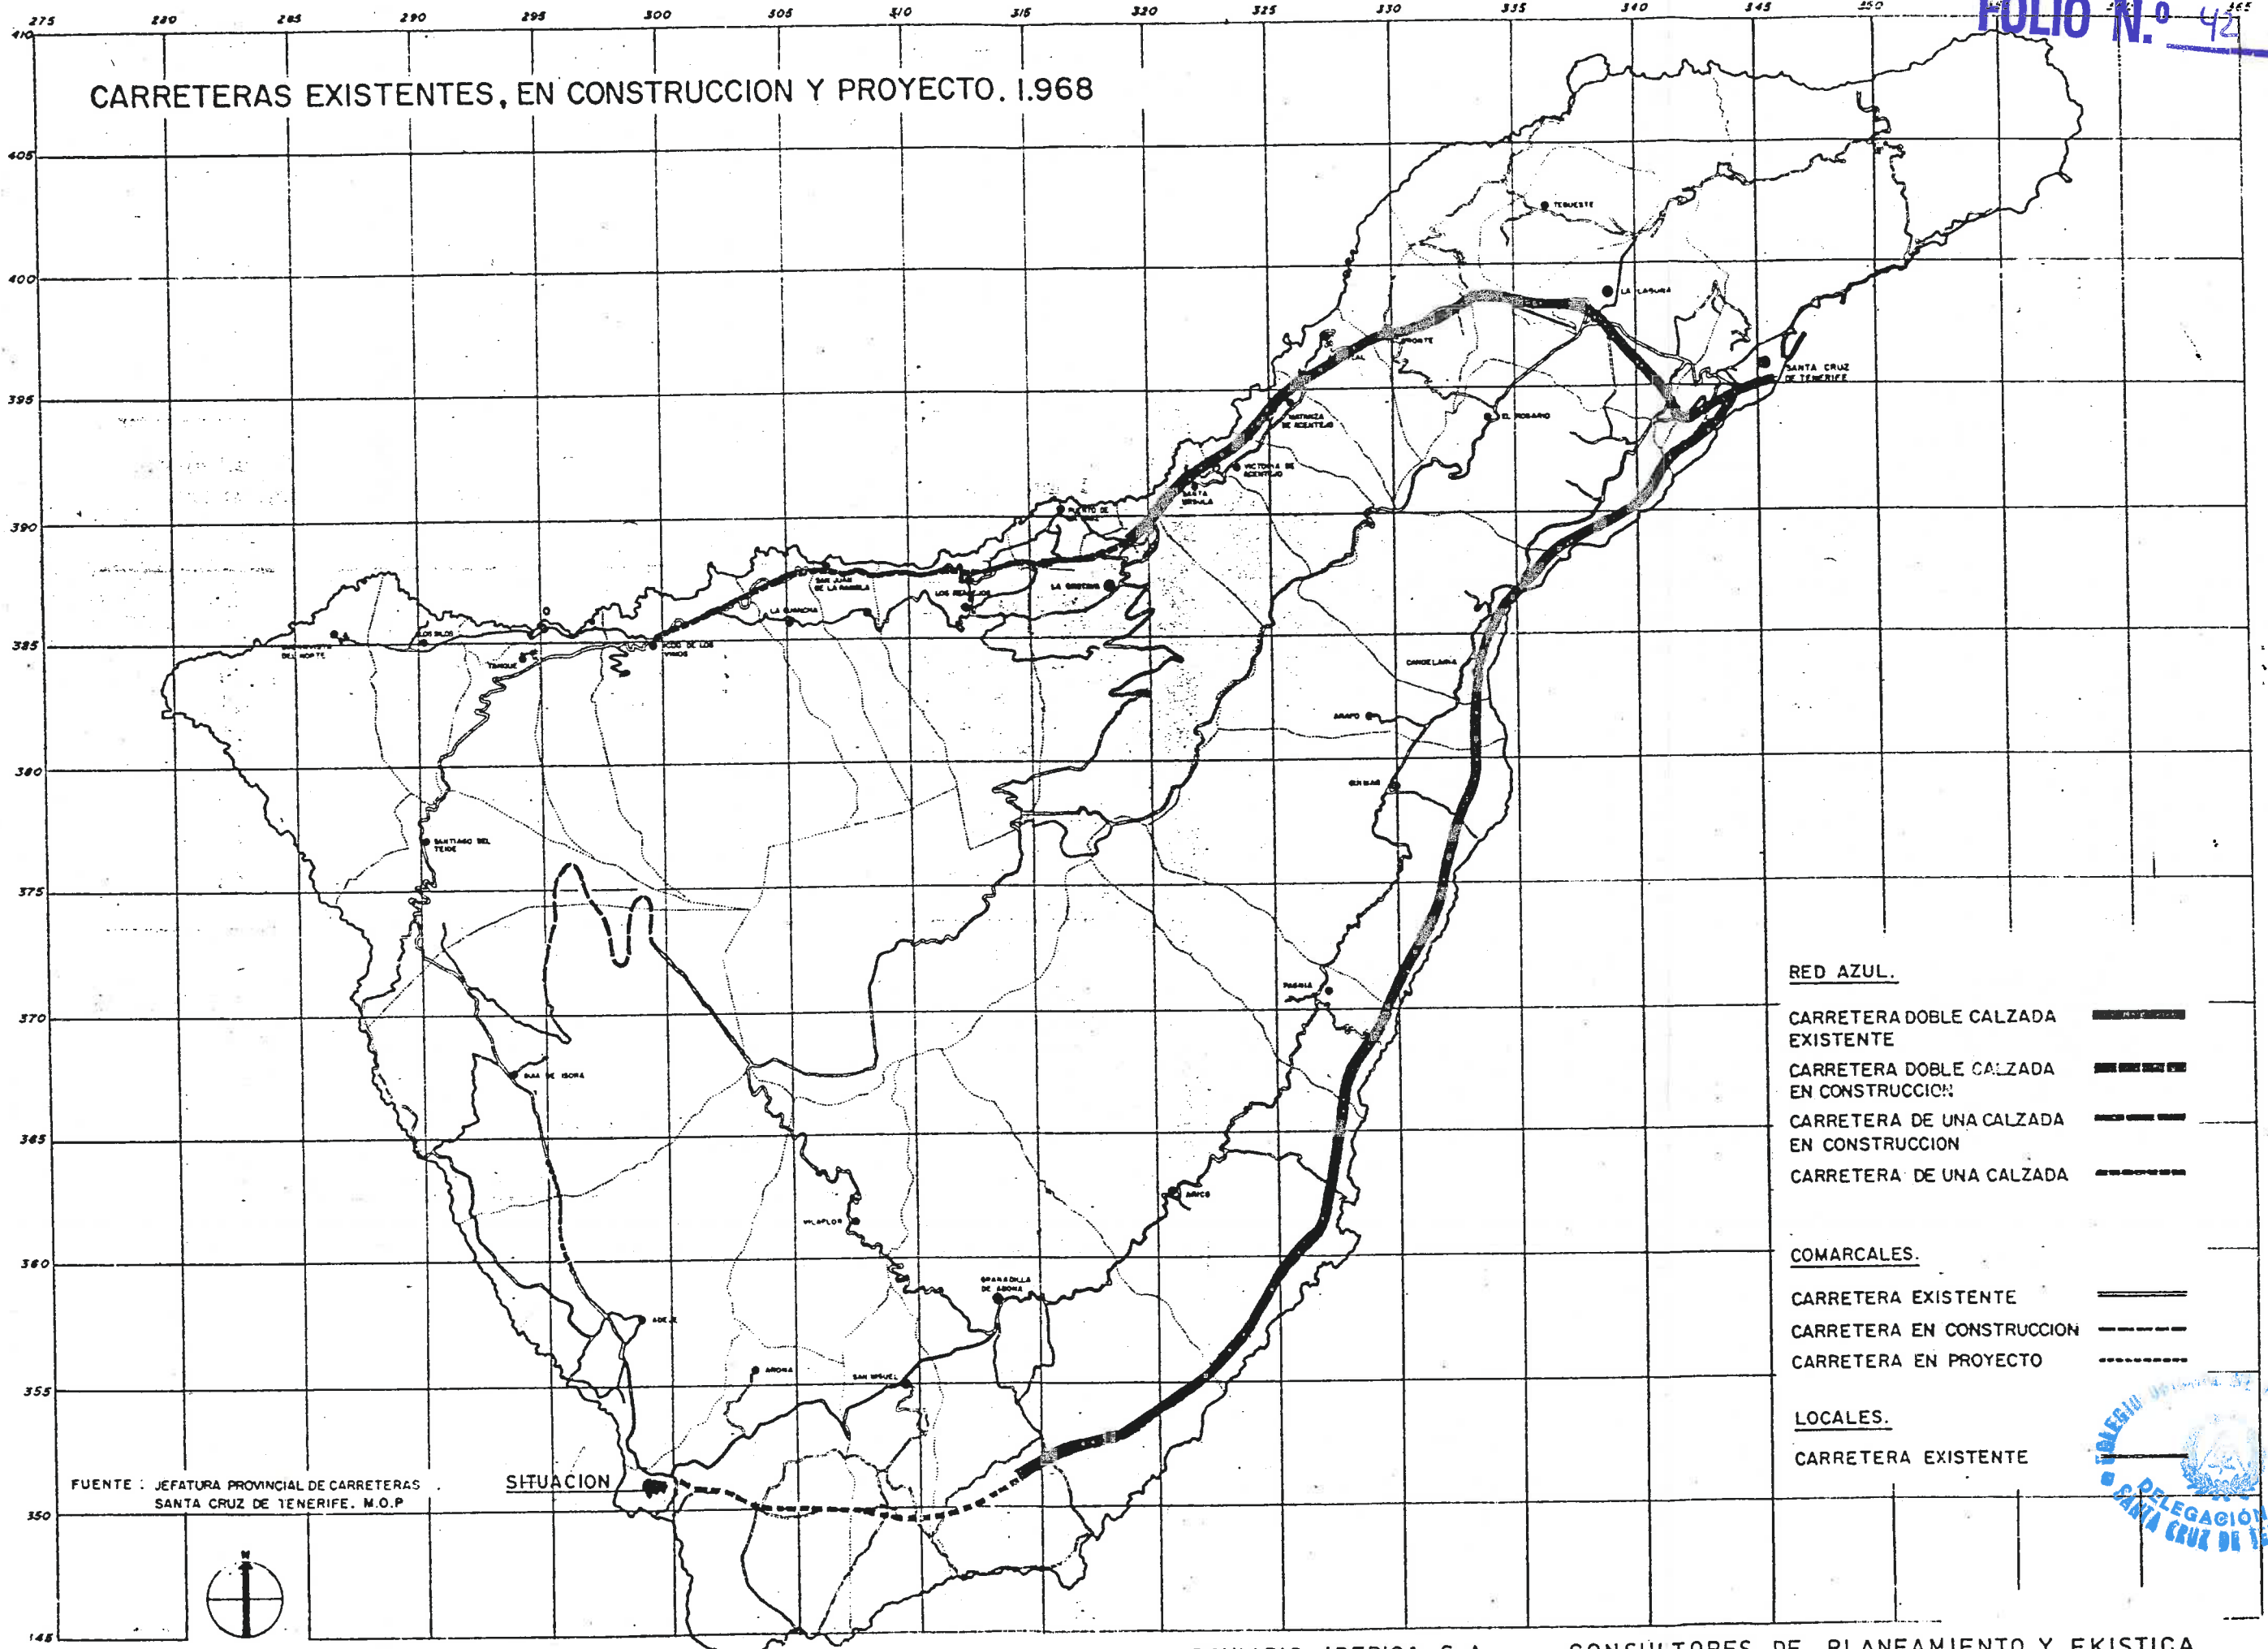 275 280 285 290 295 300 305 310 315 320 325 330 335 340 345 350 365
FOLIO N.º 42
410
CARRETERAS EXISTENTES, EN CONSTRUCCION Y PROYECTO. 1.968
405
TEGUESTE
400
LA LAGUNA
SANTA CRUZ
DE TENERIFE
395
MATANZA
DE ACENTEJO
EL ROSARIO
VICTORIA DE
ACENTEJO
SANTA
URSULA
390
PUERTO DE
SAN JUAN
DE LA RAMBLA
LA GUANCHA
LOS REALEJOS
LA OROTAVA
385
LOS SILOS
DEL NORTE
TANQUE
ICOD DE LOS
VINOS
CANDELARIA
ARAFO
380
GUIMAR
SANTIAGO DEL
TEIDE
375
FASNIA
370
GUIA DE ISORA
365
ARICO
VILAFLOR
360
GRANADILLA
DE ABONA
ADEJE
ARONA
SAN MIGUEL
355
SITUACION
350
FUENTE : JEFATURA PROVINCIAL DE CARRETERAS
SANTA CRUZ DE TENERIFE. M.O.P
N
RED AZUL.
CARRETERA DOBLE CALZADA
EXISTENTE
CARRETERA DOBLE CALZADA
EN CONSTRUCCION
CARRETERA DE UNA CALZADA
EN CONSTRUCCION
CARRETERA DE UNA CALZADA
COMARCALES.
CARRETERA EXISTENTE
CARRETERA EN CONSTRUCCION
CARRETERA EN PROYECTO
LOCALES.
CARRETERA EXISTENTE
DELEGACIÓN
SANTA CRUZ DE
IBERICA S.A. CONSULTORES DE PLANEAMIENTO Y EKISTICA